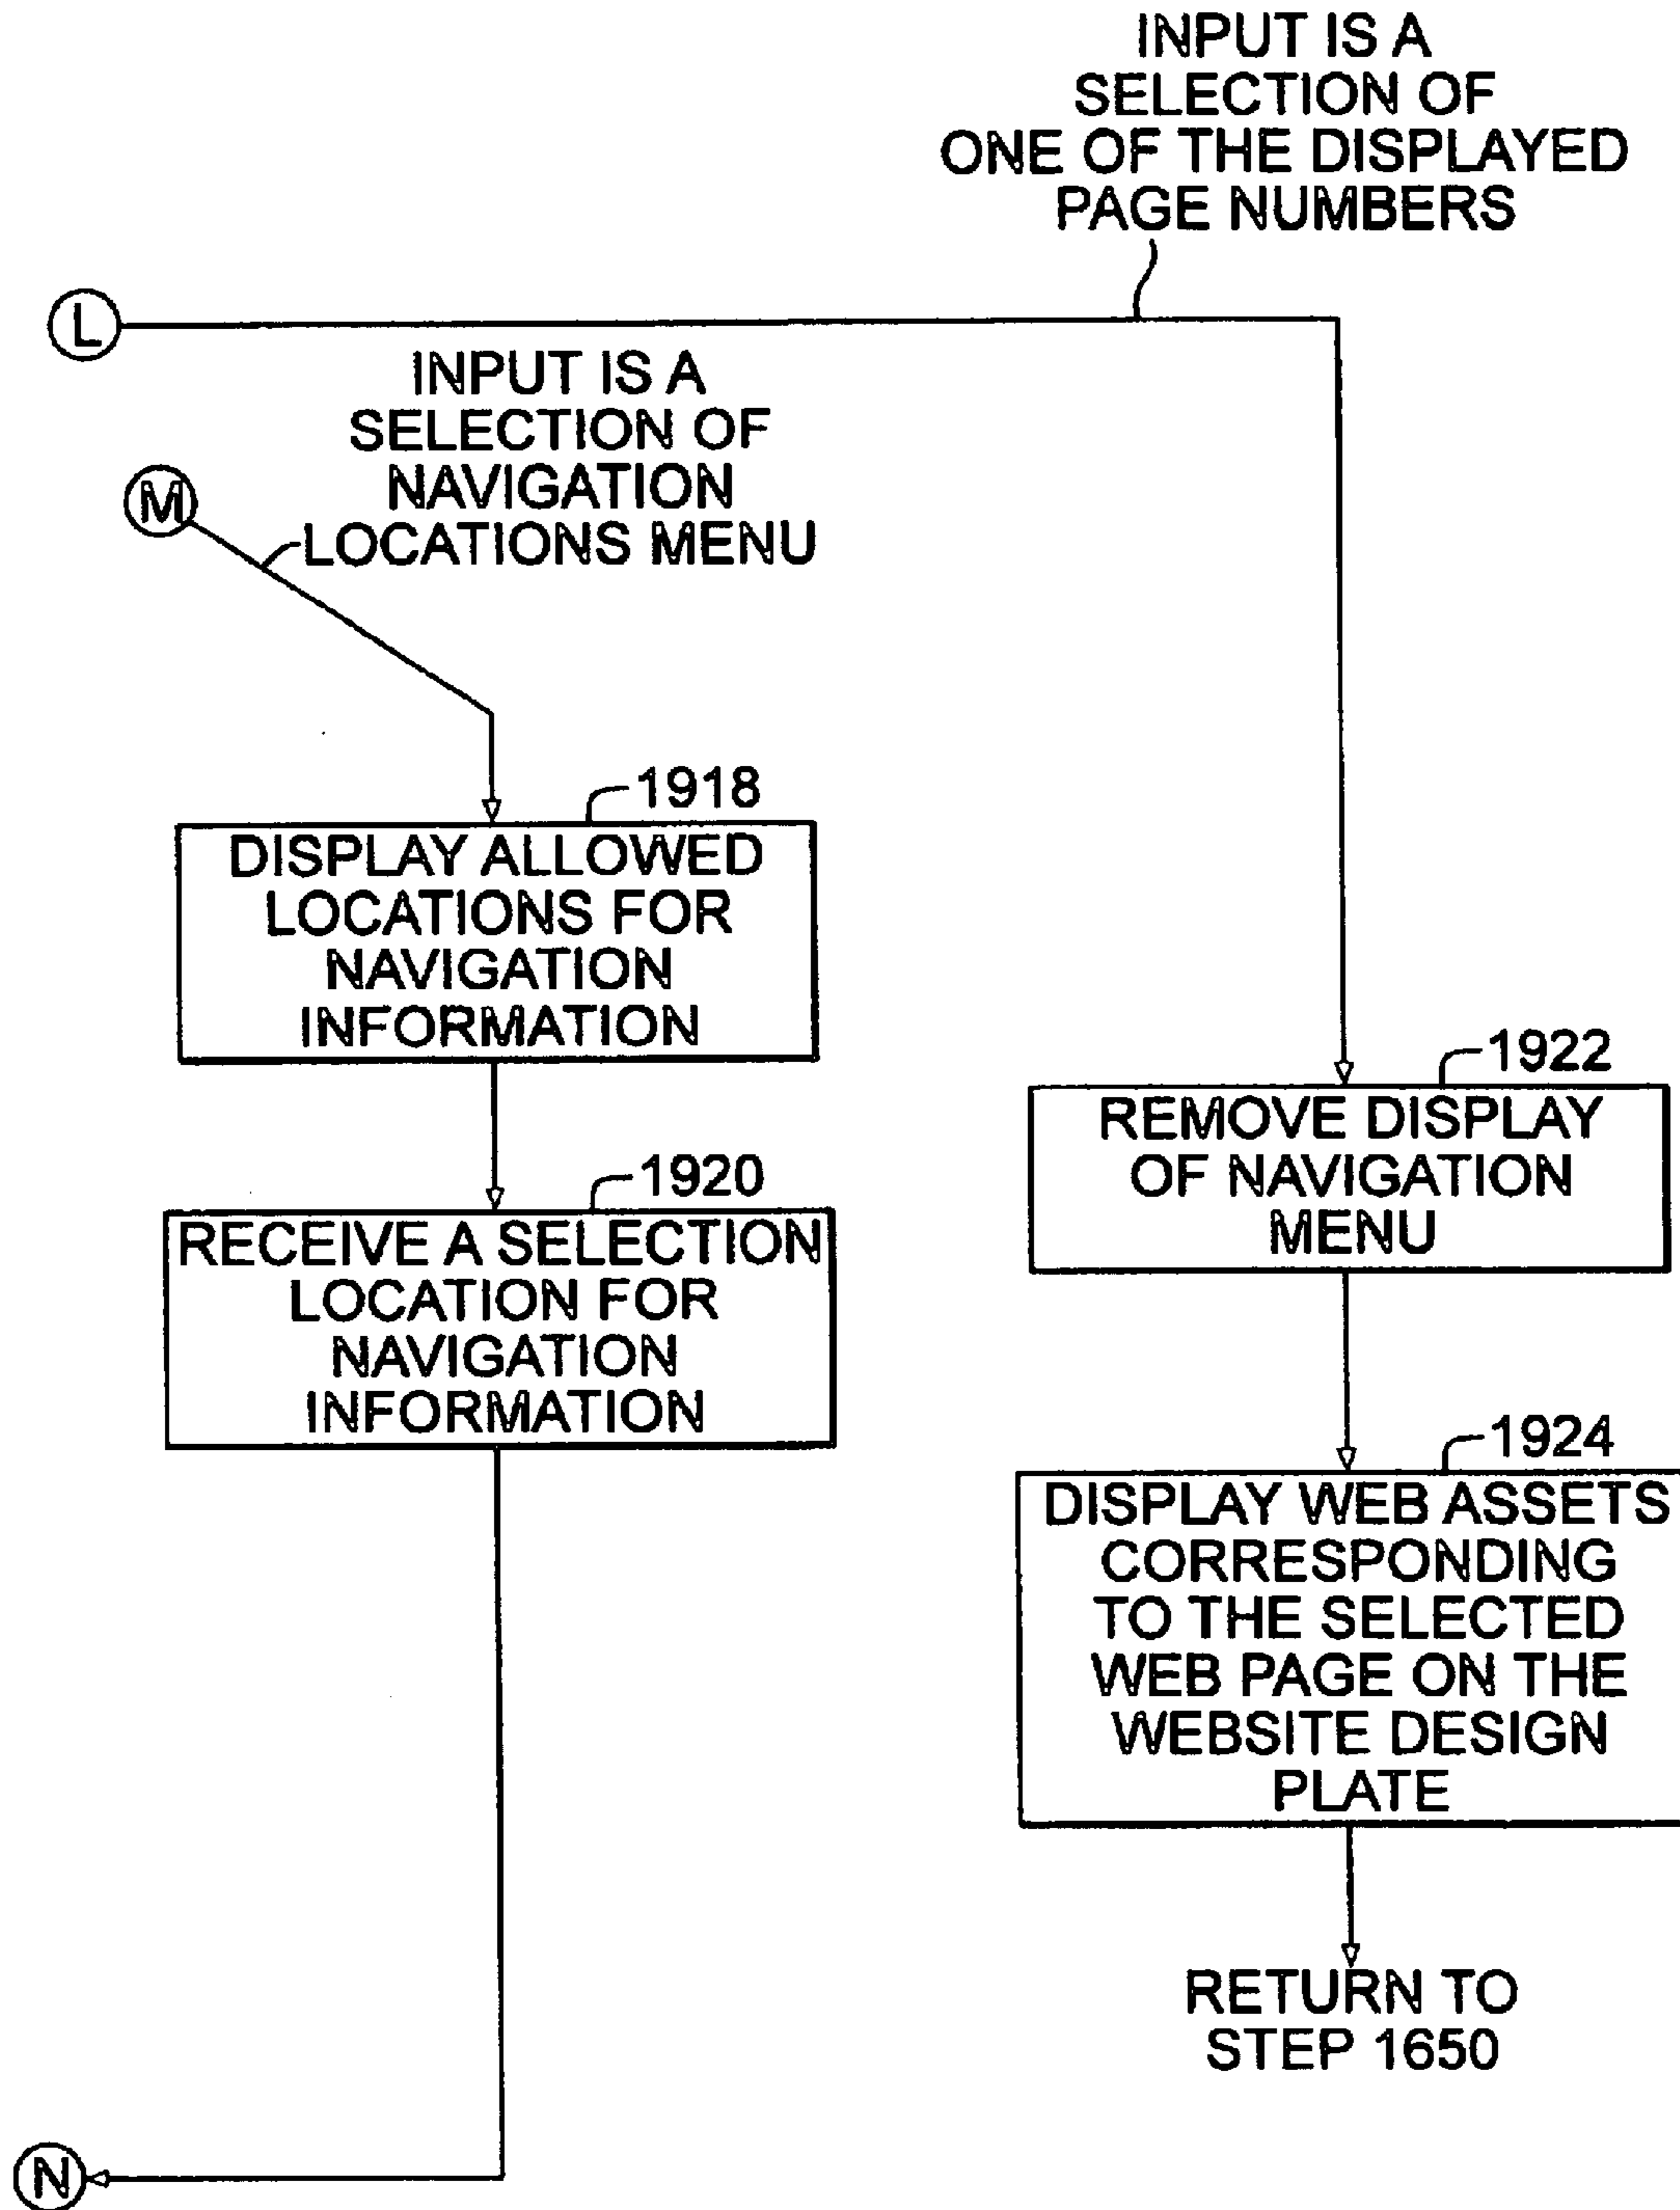 INPUT IS A
SELECTION OF
ONE OF THE DISPLAYED
PAGE NUMBERS
L
INPUT IS A
SELECTION OF
NAVIGATION
LOCATIONS MENU
M
1918
DISPLAY ALLOWED
LOCATIONS FOR
NAVIGATION
INFORMATION
1920
RECEIVE A SELECTION
LOCATION FOR
NAVIGATION
INFORMATION
N
1922
REMOVE DISPLAY
OF NAVIGATION
MENU
1924
DISPLAY WEB ASSETS
CORRESPONDING
TO THE SELECTED
WEB PAGE ON THE
WEBSITE DESIGN
PLATE
RETURN TO
STEP 1650